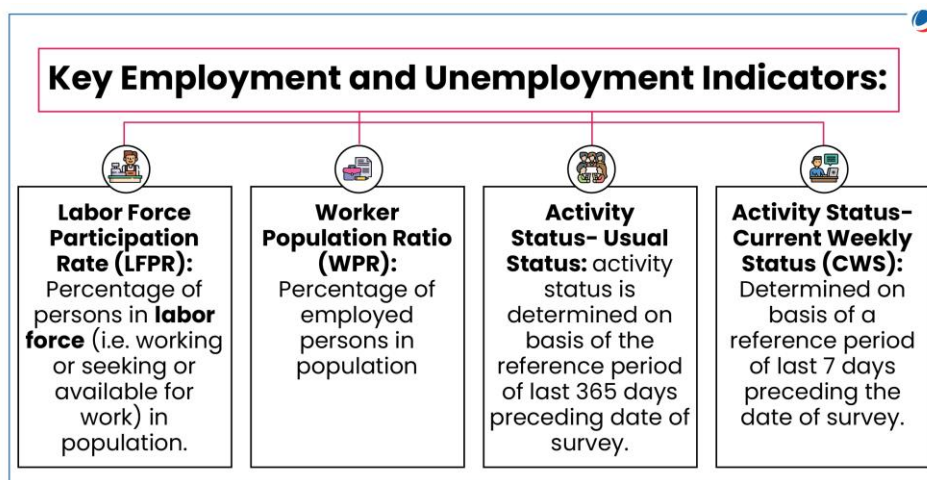 Key Employment and Unemployment Indicators:
Labor Force
Participation
Rate (LFPR):
Percentage of
persons in labor
force (i.e. working
or seeking or
available for
work) in
population.
Worker
Population Ratio
(WPR):
Percentage of
employed
persons in
population
Activity
Status- Usual
Status: activity
status is
determined on
basis of the
reference period
of last 365 days
preceding date of
survey.
Activity Status-
Current Weekly
Status (CWS):
Determined on
basis of a
reference period
of last 7 days
preceding the
date of survey.